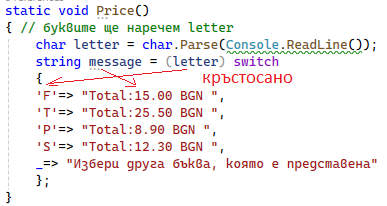 static void Price()
{ // буквите ще наречем letter
char letter = char.Parse(Console.ReadLine());
string message = (letter) switch
{
кръстосано
'F'=> "Total:15.00 BGN ",
'T'=> "Total:25.50 BGN ",
'P'=> "Total:8.90 BGN ",
'S'=> "Total:12.30 BGN ",
_=> "Избери друга бъква, която е представена"
};
}